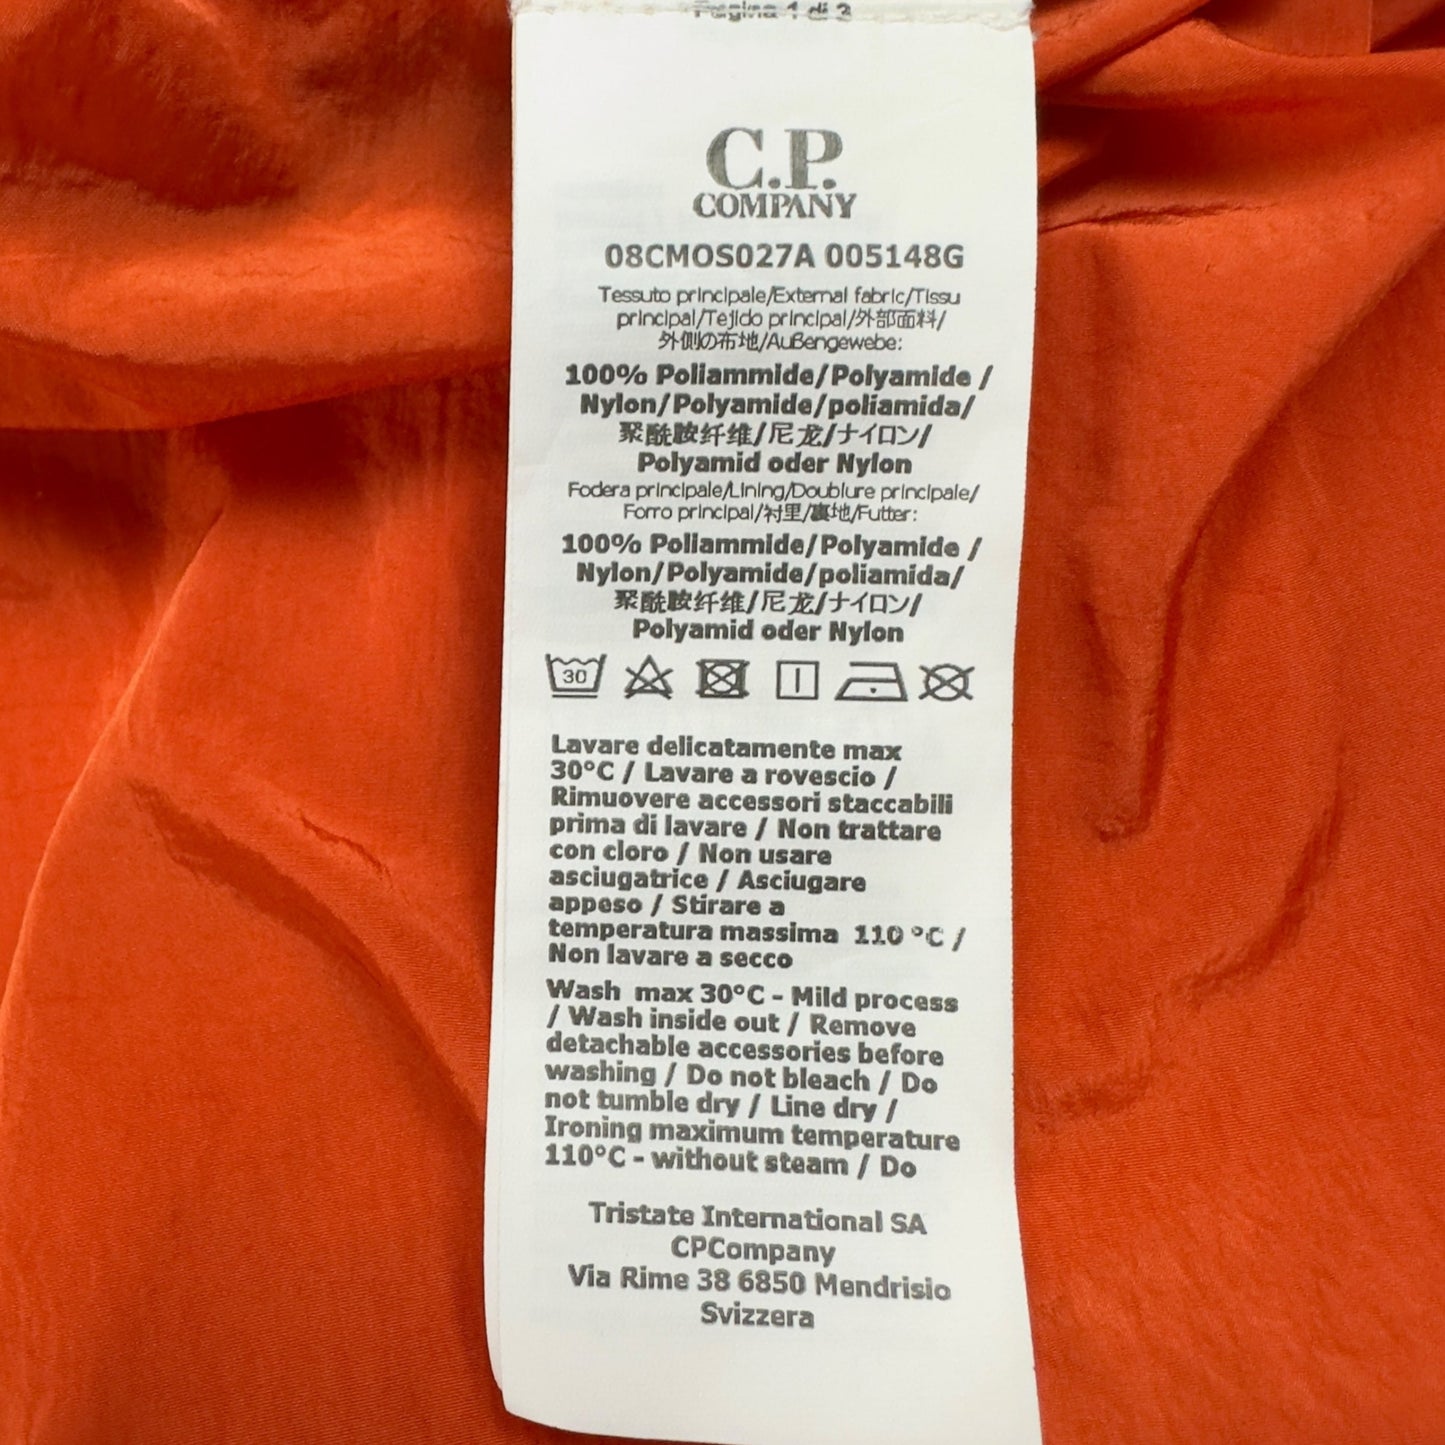 Pagina 1 di 2
C.P.
COMPANY
08CMOS027A 005148G
Tessuto principale/External fabric/Tissu
principal/Tejido principal/外部面料/
外側の布地/Außengewebe:
100% Poliammide/Polyamide /
Nylon/Polyamide/poliamida/
聚酰胺纤维/尼龙/ナイロン/
Polyamid oder Nylon
Fodera principale/Lining/Doublure principale/
Forro principal/衬里/裏地/Futter:
100% Poliammide/Polyamide /
Nylon/Polyamide/poliamida/
聚酰胺纤维/尼龙/ナイロン/
Polyamid oder Nylon
30
Lavare delicatamente max
30°C / Lavare a rovescio /
Rimuovere accessori staccabili
prima di lavare / Non trattare
con cloro / Non usare
asciugatrice / Asciugare
appeso / Stirare a
temperatura massima 110 °C /
Non lavare a secco
Wash max 30°C - Mild process
/ Wash inside out / Remove
detachable accessories before
washing / Do not bleach / Do
not tumble dry / Line dry /
Ironing maximum temperature
110°C - without steam / Do
Tristate International SA
CPCompany
Via Rime 38 6850 Mendrisio
Svizzera